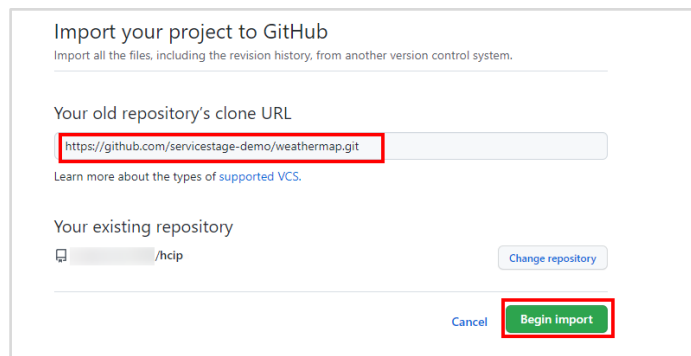 Import your project to GitHub
Import all the files, including the revision history, from another version control system.
Your old repository's clone URL
https://github.com/servicestage-demo/weathermap.git
Learn more about the types of supported VCS.
Your existing repository
/hcip
Change repository
Cancel
Begin import